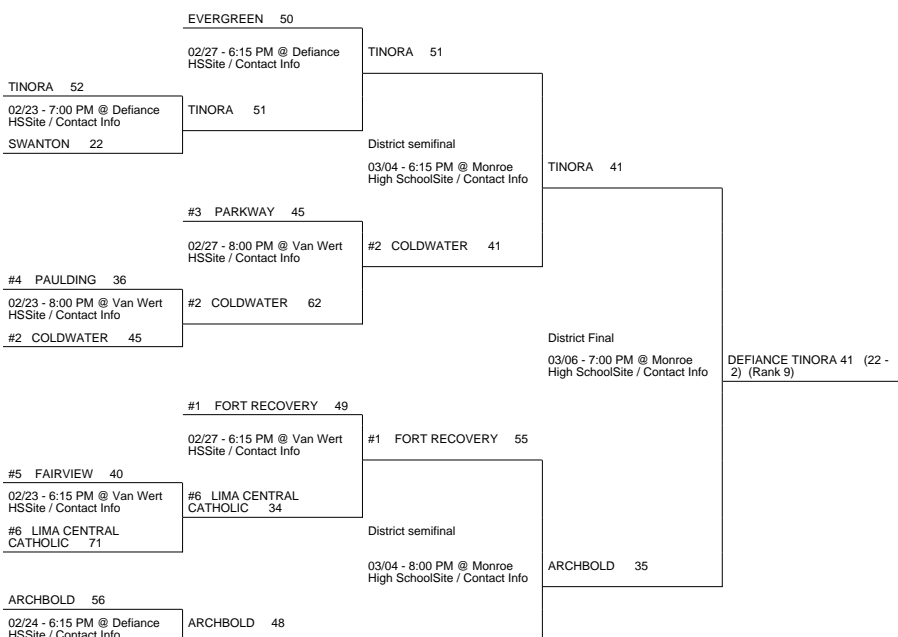 EVERGREEN 50
02/27 - 6:15 PM @ Defiance
HSSite / Contact Info
TINORA 51
TINORA 52
02/23 - 7:00 PM @ Defiance
HSSite / Contact Info
TINORA 51
SWANTON 22
District semifinal
03/04 - 6:15 PM @ Monroe
High SchoolSite / Contact Info
TINORA 41
#3 PARKWAY 45
02/27 - 8:00 PM @ Van Wert
HSSite / Contact Info
#2 COLDWATER 41
#4 PAULDING 36
02/23 - 8:00 PM @ Van Wert
HSSite / Contact Info
#2 COLDWATER 62
#2 COLDWATER 45
District Final
03/06 - 7:00 PM @ Monroe
High SchoolSite / Contact Info
DEFIANCE TINORA 41 (22 -
2) (Rank 9)
#1 FORT RECOVERY 49
02/27 - 6:15 PM @ Van Wert
HSSite / Contact Info
#1 FORT RECOVERY 55
#5 FAIRVIEW 40
02/23 - 6:15 PM @ Van Wert
HSSite / Contact Info
#6 LIMA CENTRAL
CATHOLIC 34
#6 LIMA CENTRAL
CATHOLIC 71
District semifinal
03/04 - 8:00 PM @ Monroe
High SchoolSite / Contact Info
ARCHBOLD 35
ARCHBOLD 56
02/24 - 6:15 PM @ Defiance
HSSite / Contact Info
ARCHBOLD 48